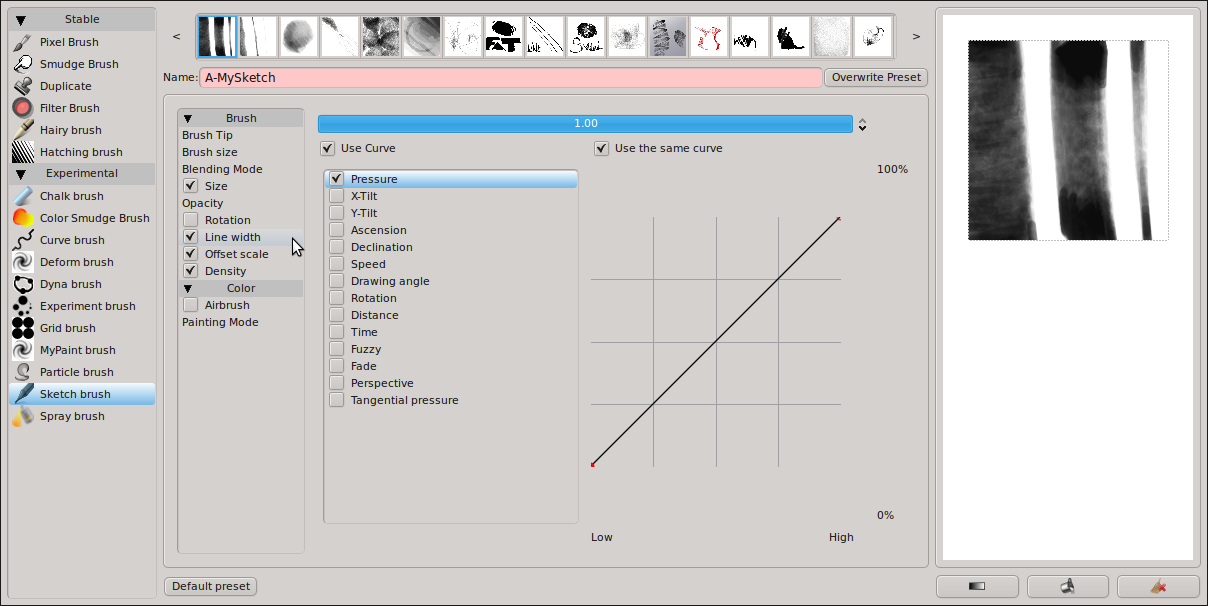 Stable
Pixel Brush
Smudge Brush
Duplicate
Filter Brush
Hairy brush
Hatching brush
Experimental
Chalk brush
Color Smudge Brush
Curve brush
Deform brush
Dyna brush
Experiment brush
Grid brush
MyPaint brush
Particle brush
Sketch brush
Spray brush
<
>
Name: A-MySketch
Overwrite Preset
Brush
Brush Tip
Brush size
Blending Mode
Size
Opacity
Rotation
Line width
Offset scale
Density
Color
Airbrush
Painting Mode
1.00
Use Curve
Use the same curve
Pressure
X-Tilt
Y-Tilt
Ascension
Declination
Speed
Drawing angle
Rotation
Distance
Time
Fuzzy
Fade
Perspective
Tangential pressure
100%
0%
Low
High
Default preset